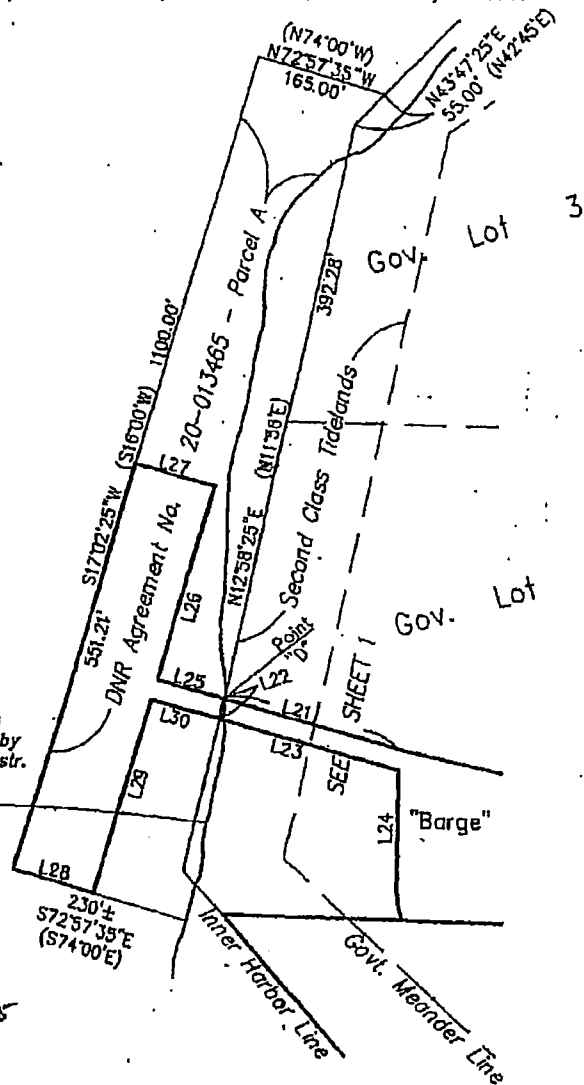 (N74°00'W)
N72°57'35"W
165.00'
N43°47'25"E
55.00' (N42°45'E)
3
Gov. Lot
392.28'
20-013465 - Parcel A
1100.00'
(S16°00'W)
(N11°56'E)
Second Class Tidelands
L27
S17°02'25"W
DNR Agreement No.
L26
N12°58'25"E
Gov. Lot
551.21'
Point
"D"
L25
L22
SHEET 1
L21
L30
L23
SEE
by
str.
L29
L24
"Barge"
L28
230'±
S72°57'35"E
(S74°00'E)
Inner Harbor Line
Govt. Meander Line